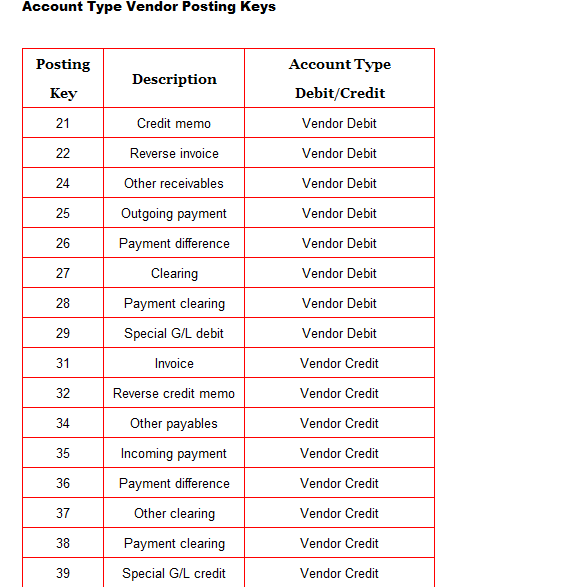 Account Type Vendor Posting Keys
Posting Key Description Account Type Debit/Credit
21 Credit memo Vendor Debit
22 Reverse invoice Vendor Debit
24 Other receivables Vendor Debit
25 Outgoing payment Vendor Debit
26 Payment difference Vendor Debit
27 Clearing Vendor Debit
28 Payment clearing Vendor Debit
29 Special G/L debit Vendor Debit
31 Invoice Vendor Credit
32 Reverse credit memo Vendor Credit
34 Other payables Vendor Credit
35 Incoming payment Vendor Credit
36 Payment difference Vendor Credit
37 Other clearing Vendor Credit
38 Payment clearing Vendor Credit
39 Special G/L credit Vendor Credit